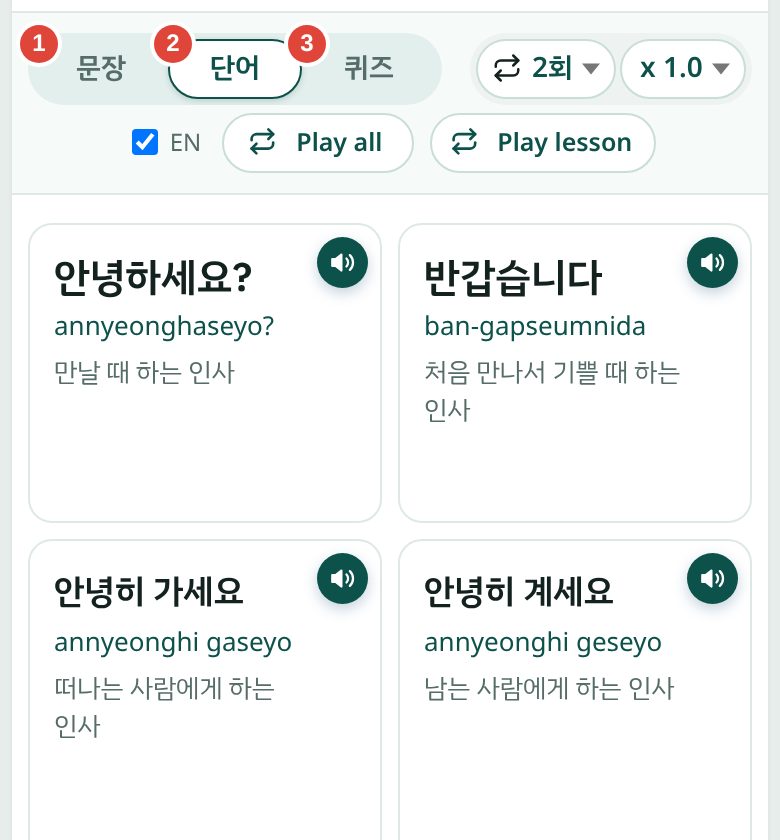 1 문장 2 단어 3 퀴즈 2회 x 1.0
EN Play all Play lesson
안녕하세요?
annyeonghaseyo?
만날 때 하는 인사
반갑습니다
ban-gapseumnida
처음 만나서 기쁠 때 하는
인사
안녕히 가세요
annyeonghi gaseyo
떠나는 사람에게 하는
인사
안녕히 계세요
annyeonghi geseyo
남는 사람에게 하는 인사